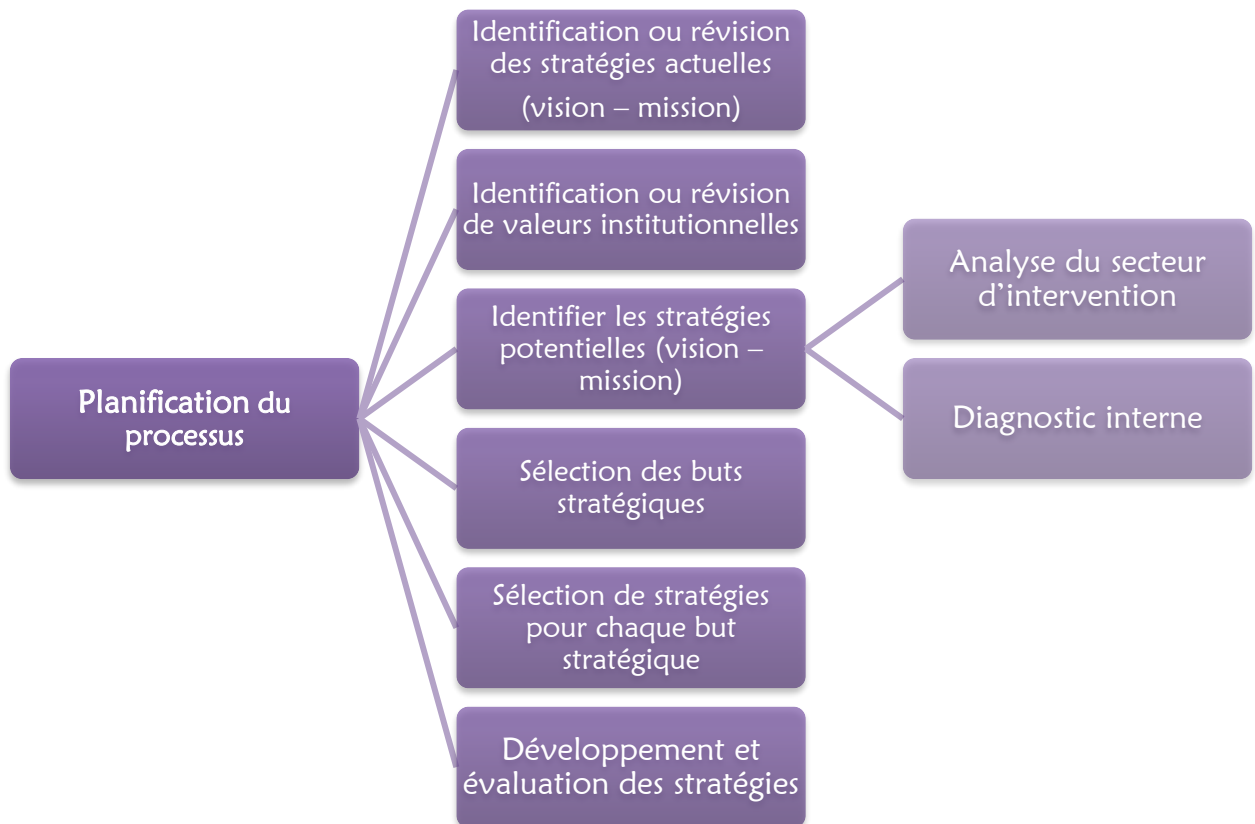 Planification du
processus
Identification ou révision
des stratégies actuelles
(vision – mission)
Identification ou révision
de valeurs institutionnelles
Identifier les stratégies
potentielles (vision –
mission)
Analyse du secteur
d’intervention
Diagnostic interne
Sélection des buts
stratégiques
Sélection de stratégies
pour chaque but
stratégique
Développement et
évaluation des stratégies